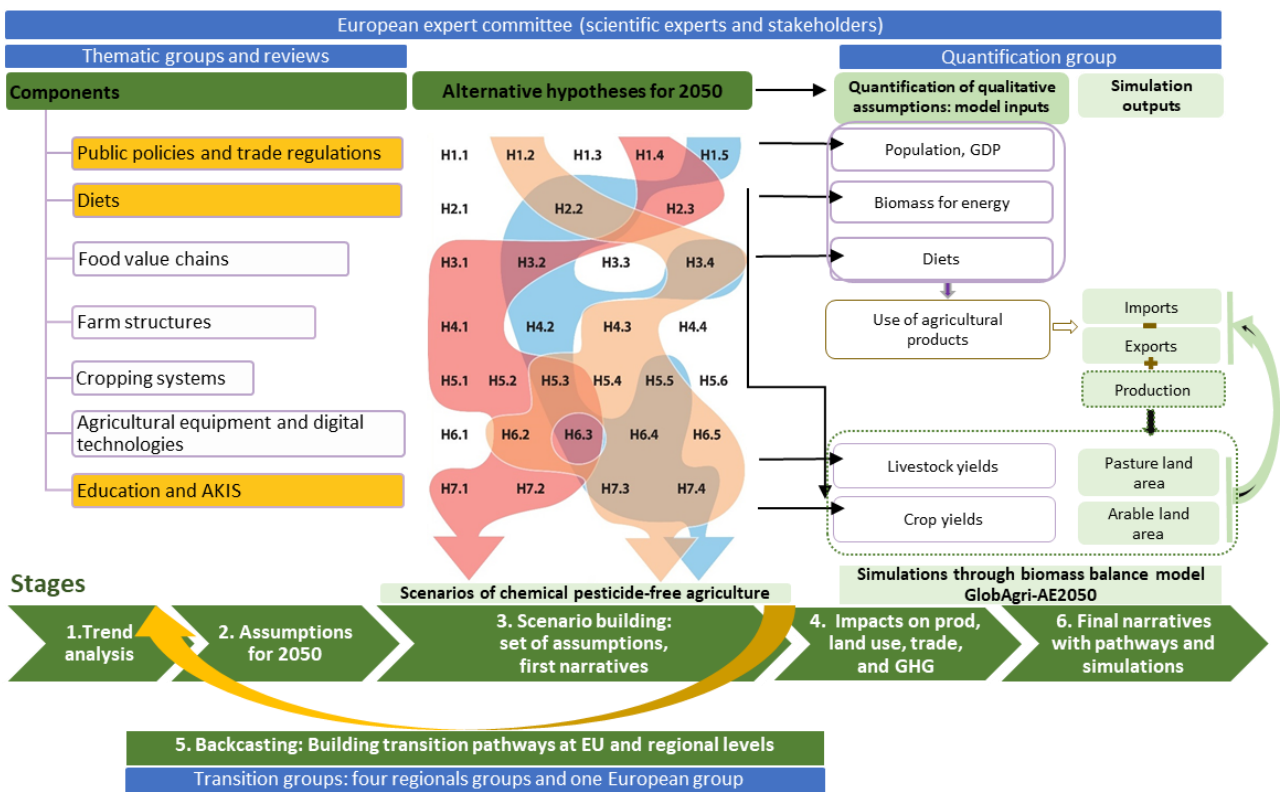 European expert committee (scientific experts and stakeholders)
Thematic groups and reviews
Quantification group
Components
Alternative hypotheses for 2050
Quantification of qualitative
assumptions: model inputs
Simulation
outputs
Public policies and trade regulations
Diets
Food value chains
Farm structures
Cropping systems
Agricultural equipment and digital
technologies
Education and AKIS
H1.1 H1.2 H1.3 H1.4 H1.5
H2.1 H2.2 H2.3
H3.1 H3.2 H3.3 H3.4
H4.1 H4.2 H4.3 H4.4
H5.1 H5.2 H5.3 H5.4 H5.5 H5.6
H6.1 H6.2 H6.3 H6.4 H6.5
H7.1 H7.2 H7.3 H7.4
Population, GDP
Biomass for energy
Diets
Use of agricultural
products
Imports
Exports
Production
Livestock yields
Crop yields
Pasture land
area
Arable land
area
Scenarios of chemical pesticide-free agriculture
Simulations through biomass balance model
GlobAgri-AE2050
Stages
1.Trend
analysis
2. Assumptions
for 2050
3. Scenario building:
set of assumptions,
first narratives
4. Impacts on prod,
land use, trade,
and GHG
6. Final narratives
with pathways and
simulations
5. Backcasting: Building transition pathways at EU and regional levels
Transition groups: four regionals groups and one European group